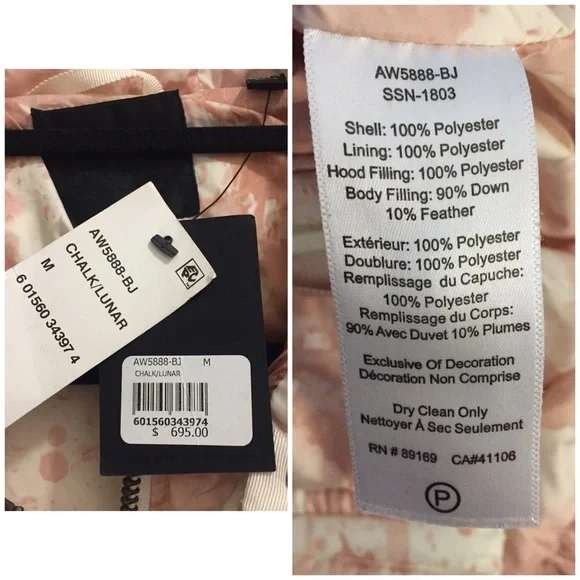 AW5888-BJ
CHALK/LUNAR
M
6 01560 34397 4
AW5888-BJ M
CHALK/LUNAR
601560343974
$ 695.00
AW5888-BJ
SSN-1803
Shell: 100% Polyester
Lining: 100% Polyester
Hood Filling: 100% Polyester
Body Filling: 90% Down
10% Feather
Extérieur: 100% Polyester
Doublure: 100% Polyester
Remplissage du Capuche:
100% Polyester
Remplissage du Corps:
90% Avec Duvet 10% Plumes
Exclusive Of Decoration
Décoration Non Comprise
Dry Clean Only
Nettoyer À Sec Seulement
RN # 89169 CA#41106
P